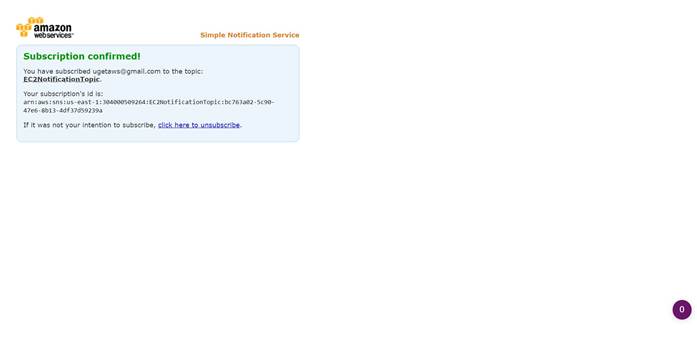 amazon
webservices™
Simple Notification Service
Subscription confirmed!
You have subscribed ugetaws@gmail.com to the topic:
EC2NotificationTopic.
Your subscription's id is:
arn:aws:sns:us-east-1:304000509264:EC2NotificationTopic:bc763a02-5c90-
47e6-8b13-4df37d59239a
If it was not your intention to subscribe, click here to unsubscribe.
0